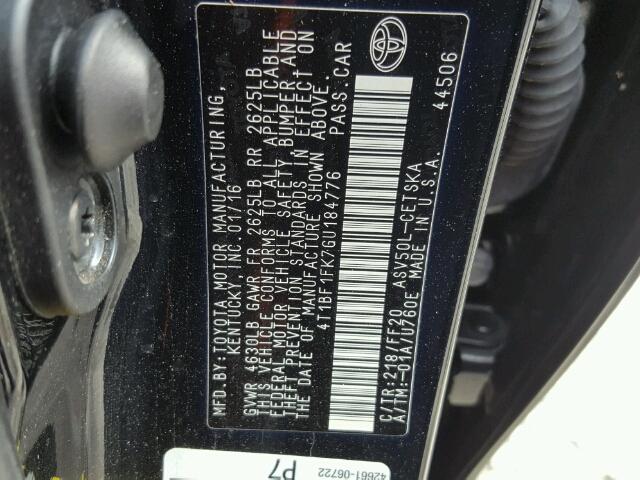 MFD.BY:TOYOTA MOTOR MANUFACTURING,
KENTUCKY, INC. 01/16
GVWR 4630LB GAWR FR 2625LB RR 2625LB
THIS VEHICLE CONFORMS TO ALL APPLICABLE
FEDERAL MOTOR VEHICLE SAFETY, BUMPER AND
THEFT PREVENTION STANDARDS IN EFFECT ON
THE DATE OF MANUFACTURE SHOWN ABOVE.
4T1BF1FK7GU184776 PASS.CAR
C/TR:218/FF20 ASV50L-CETSKA
A/TM:-01A/U760E MADE IN U.S.A.
44506
42661-06722
P7